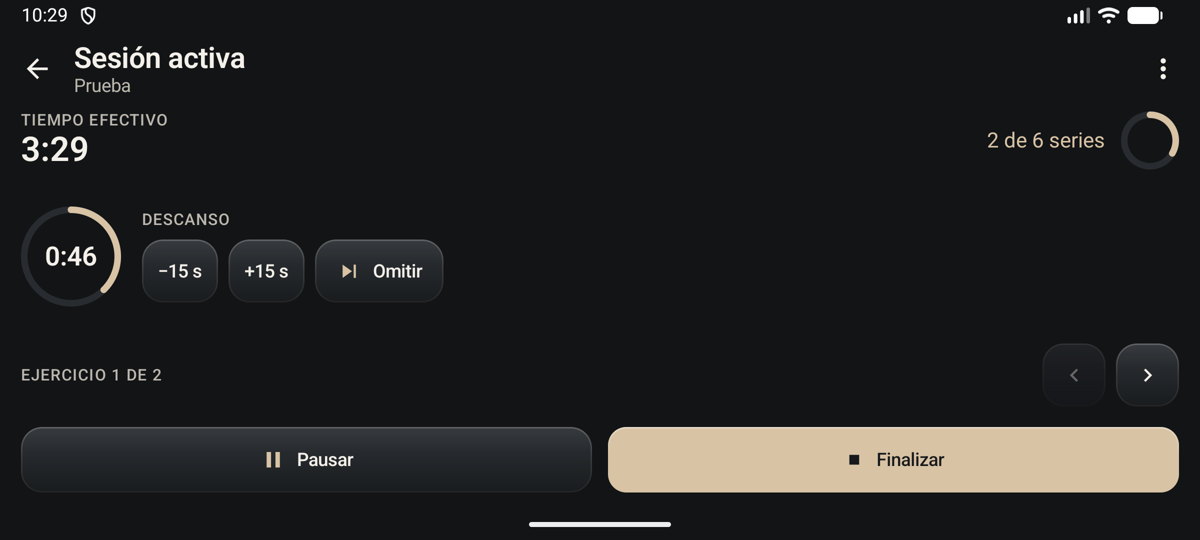 10:29
Sesión activa
Prueba
TIEMPO EFECTIVO
3:29
2 de 6 series
DESCANSO
0:46
−15 s
+15 s
Omitir
EJERCICIO 1 DE 2
Pausar
Finalizar